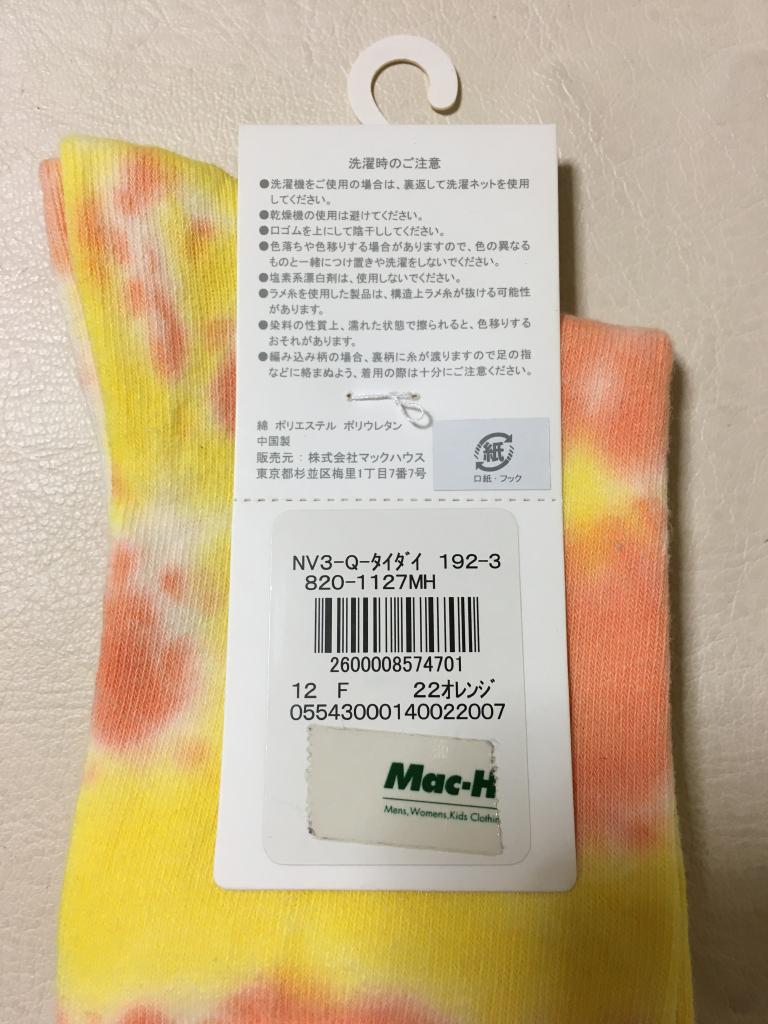 洗濯時のご注意
●洗濯機をご使用の場合は、裏返して洗濯ネットを使用
してください。
●乾燥機の使用は避けてください。
●口ゴムを上にして陰干ししてください。
●色落ちや色移りする場合がありますので、色の異なる
ものと一緒につけ置きや洗濯をしないでください。
●塩素系漂白剤は、使用しないでください。
●ラメ糸を使用した製品は、構造上ラメ糸が抜ける可能性
があります。
●染料の性質上、濡れた状態で擦られると、色移りする
おそれがあります。
●編み込み柄の場合、裏柄に糸が渡りますので足の指
などに絡まぬよう、着用の際は十分にご注意ください。
綿 ポリエステル ポリウレタン
中国製
販売元 : 株式会社マックハウス
東京都杉並区梅里1丁目7番7号
紙
口紙・フック
NV3-Q-ﾀｲﾀﾞｲ 192-3
820-1127MH
2600008574701
12 F 22ｵﾚﾝｼﾞ
05543000140022007
Mac-H
Mens,Womens,Kids Clothin